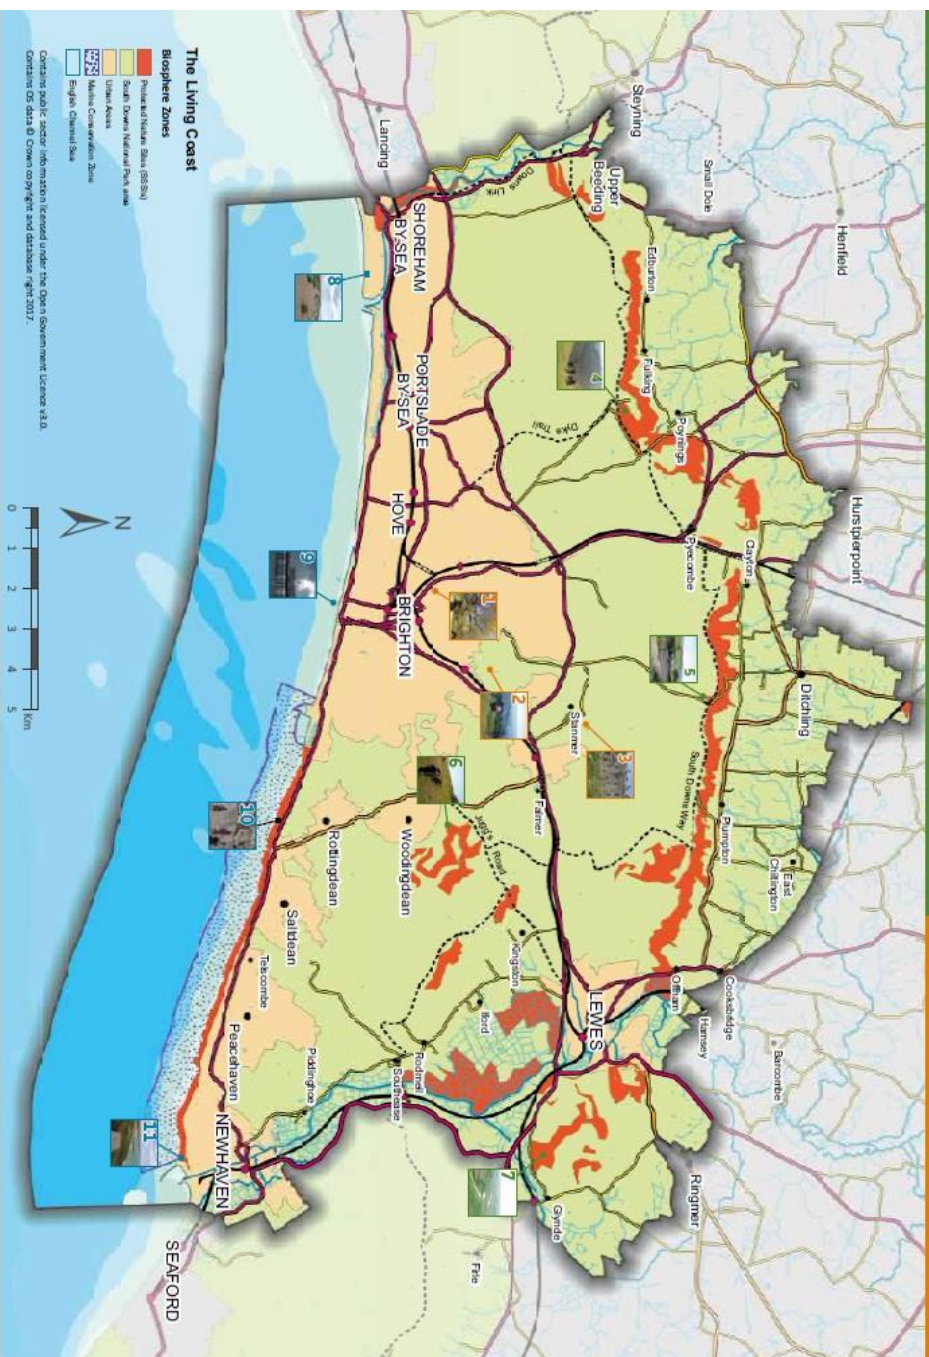 Steyning
Small Dole
Henfield
Lancing
Upper
Beeding
Downs
Link
Edburton
Fulking
Poynings
Hurstpierpoint
SHOREHAM
BY-SEA
PORTSLADE
BY-SEA
Dyke Trail
Pyecombe
Clayton
HOVE
BRIGHTON
Ditchling
Stanmer
South Downs Way
Plumpton
East
Chiltington
Falmer
Woodingdean
Rottingdean
Jugg's Road
Kingston
Saltdean
Telscombe
Peacehaven
Piddinghoe
Iford
Rodmell
Southease
LEWES
Offham
Cooksbridge
Hamsey
Barcombe
Ringmer
Glynde
Firle
NEWHAVEN
SEAFORD
1
2
3
4
5
6
7
8
9
10
11
The Living Coast
Biosphere Zones
Protected Nature Sites (SSSIs)
South Downs National Park area
Urban Areas
Marine Conservation Zone
English Channel Sea
Contains public sector information licensed under the Open Government Licence v3.0.
Contains OS data © Crown copyright and database right 2017.
N
0 1 2 3 4 5
Km